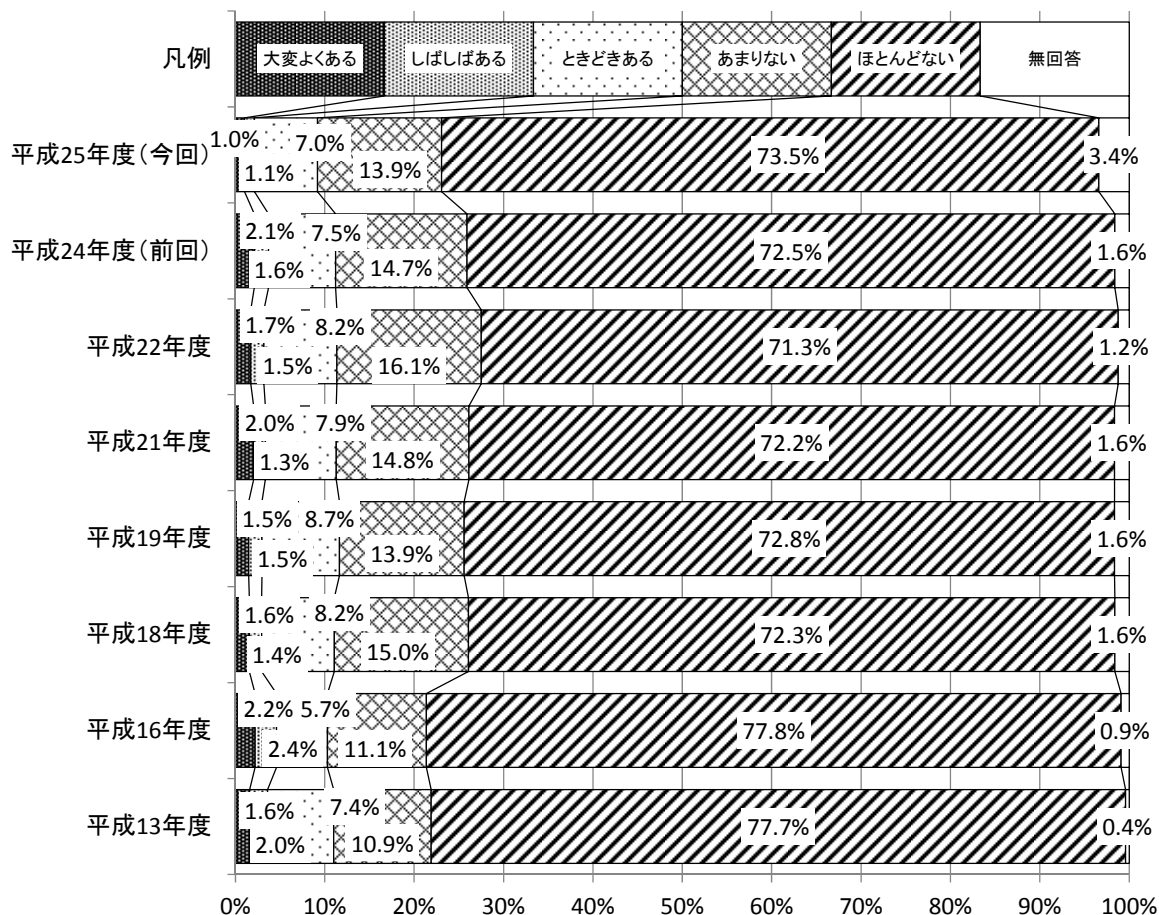 凡例 大変よくある しばしばある ときどきある あまりない ほとんどない 無回答
平成25年度(今回) 1.0% 1.1% 7.0% 13.9% 73.5% 3.4%
平成24年度(前回) 2.1% 1.6% 7.5% 14.7% 72.5% 1.6%
平成22年度 1.7% 1.5% 8.2% 16.1% 71.3% 1.2%
平成21年度 2.0% 1.3% 7.9% 14.8% 72.2% 1.6%
平成19年度 1.5% 1.5% 8.7% 13.9% 72.8% 1.6%
平成18年度 1.6% 1.4% 8.2% 15.0% 72.3% 1.6%
平成16年度 2.2% 2.4% 5.7% 11.1% 77.8% 0.9%
平成13年度 1.6% 2.0% 7.4% 10.9% 77.7% 0.4%
0% 10% 20% 30% 40% 50% 60% 70% 80% 90% 100%